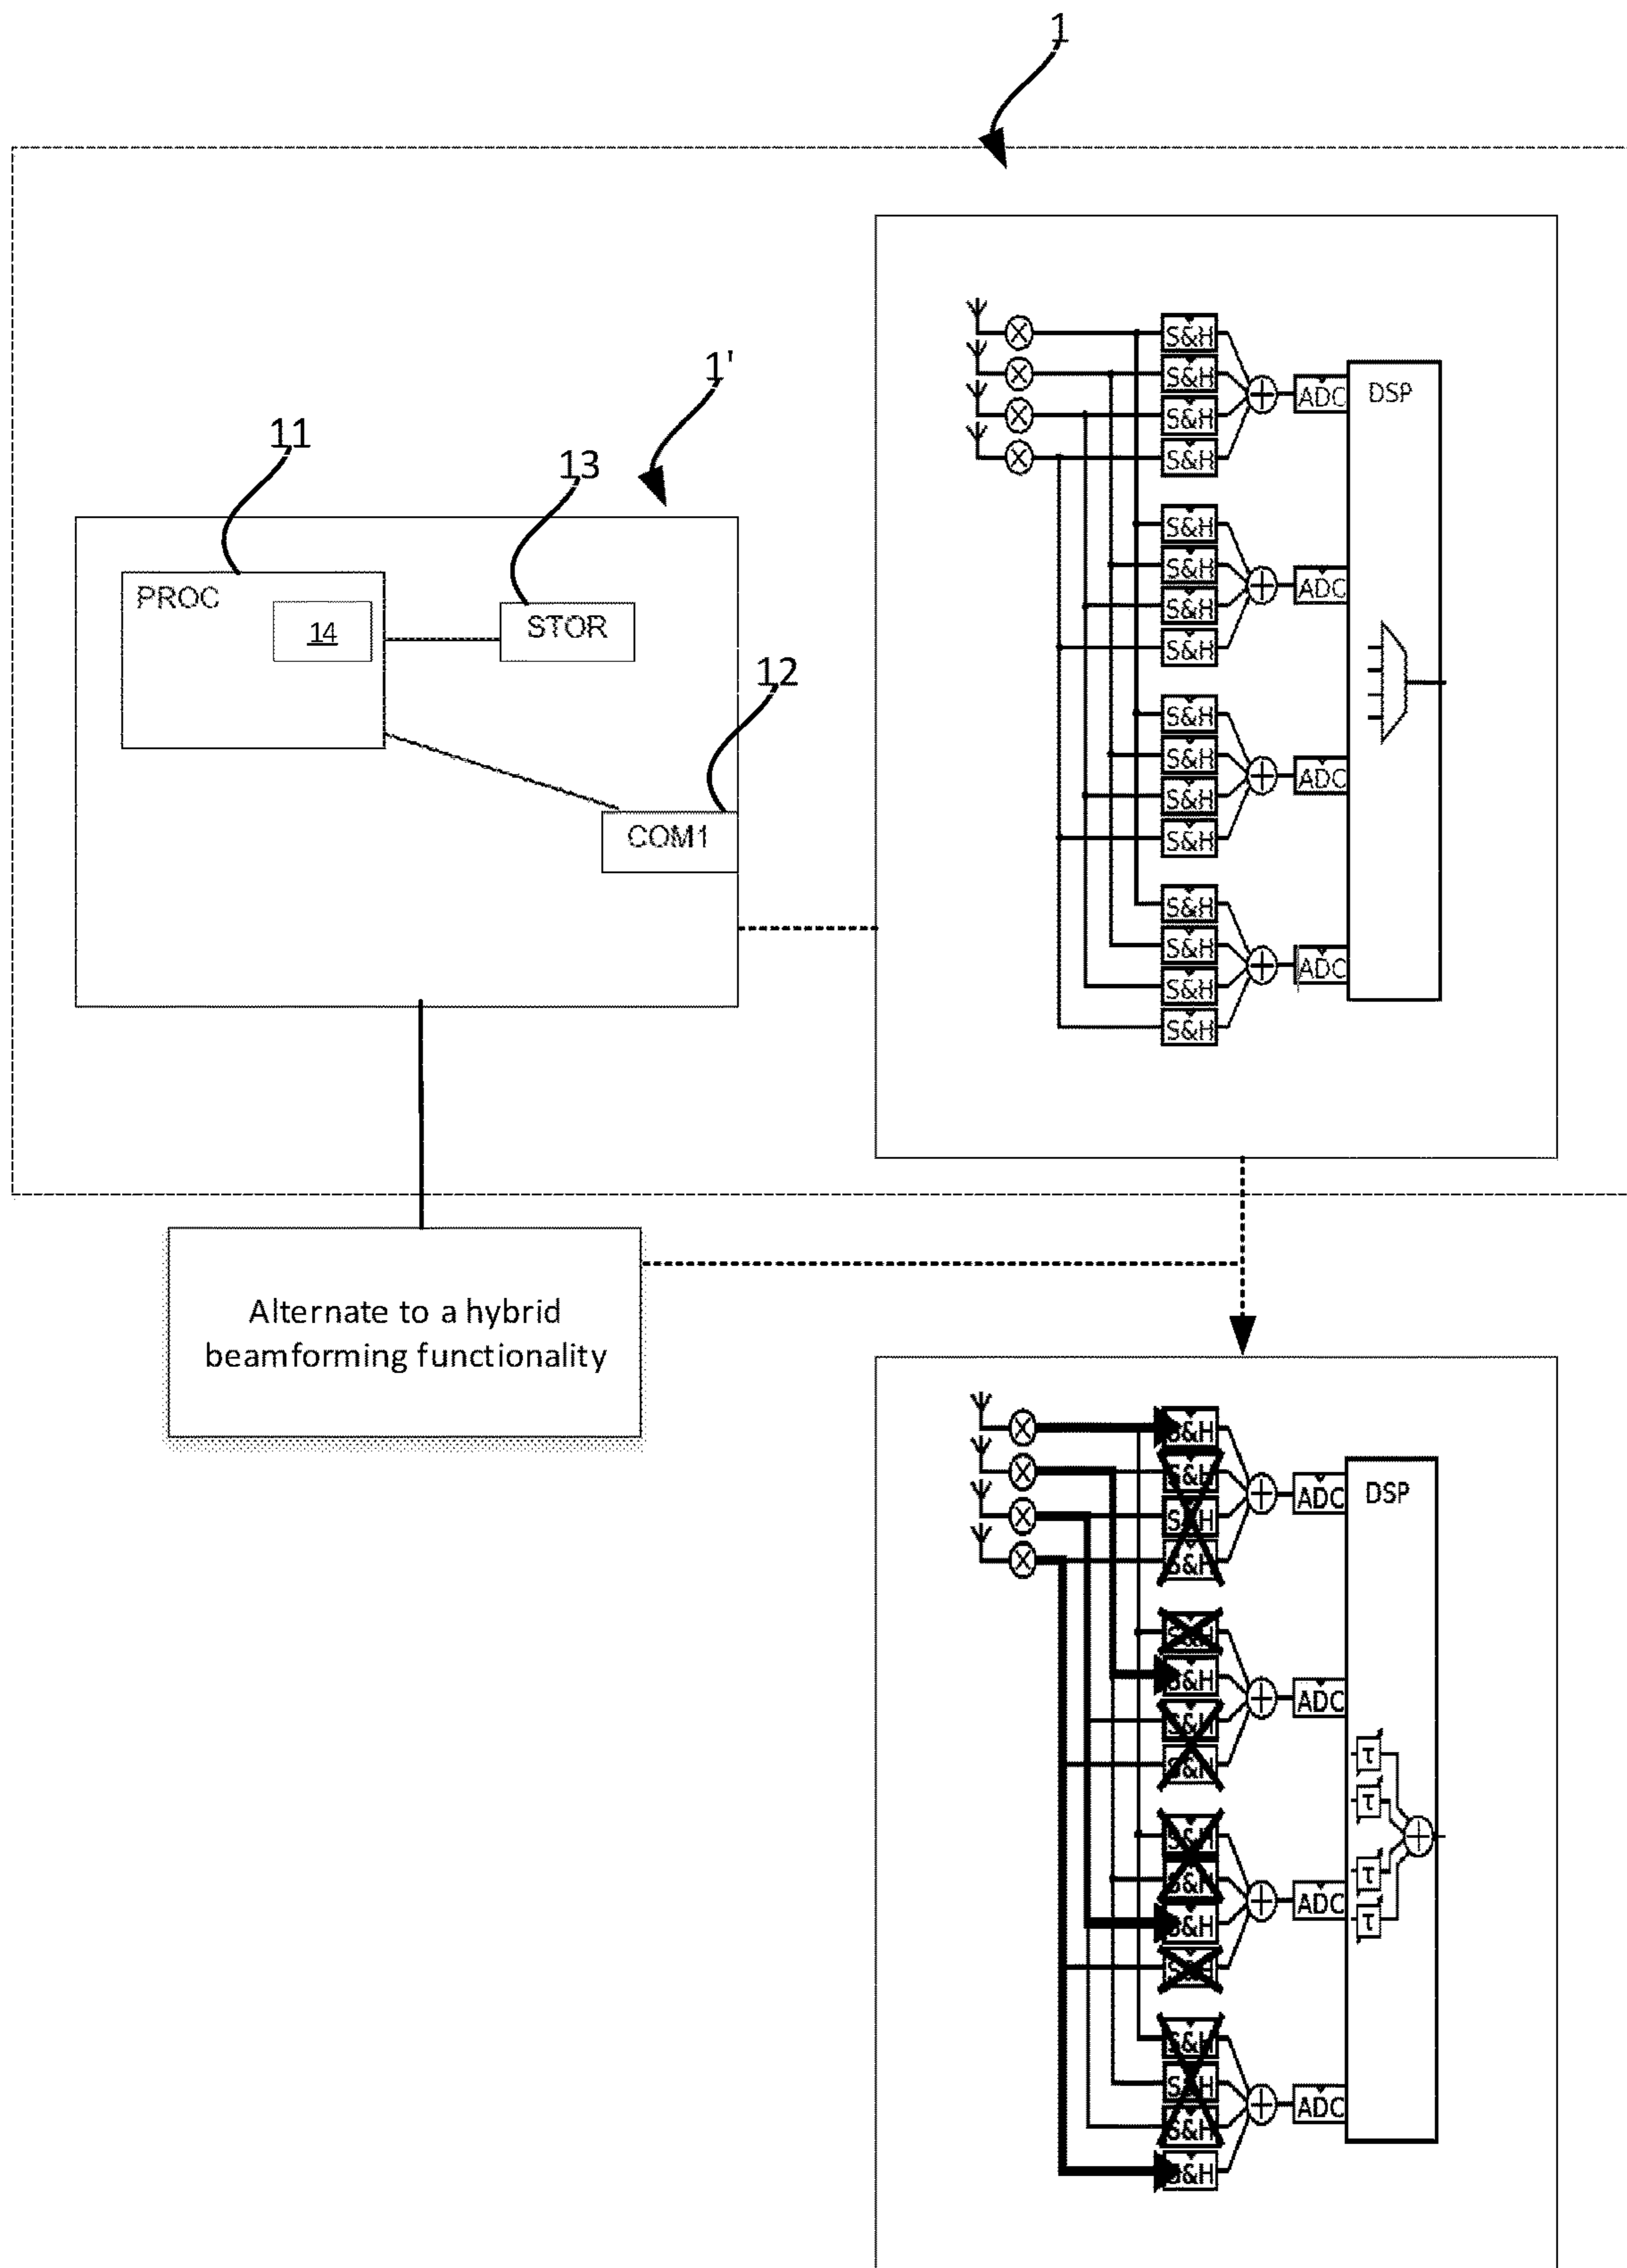 1
1'
11
13
PROC
14
STOR
12
COM1
S&H
S&H
S&H
S&H
ADC
DSP
S&H
S&H
S&H
S&H
ADC
S&H
S&H
S&H
S&H
ADC
S&H
S&H
S&H
S&H
ADC
Alternate to a hybrid
beamforming functionality
S&H
S&H
S&H
S&H
ADC
DSP
S&H
S&H
S&H
S&H
ADC
τ
τ
τ
τ
S&H
S&H
S&H
S&H
ADC
S&H
S&H
S&H
S&H
ADC